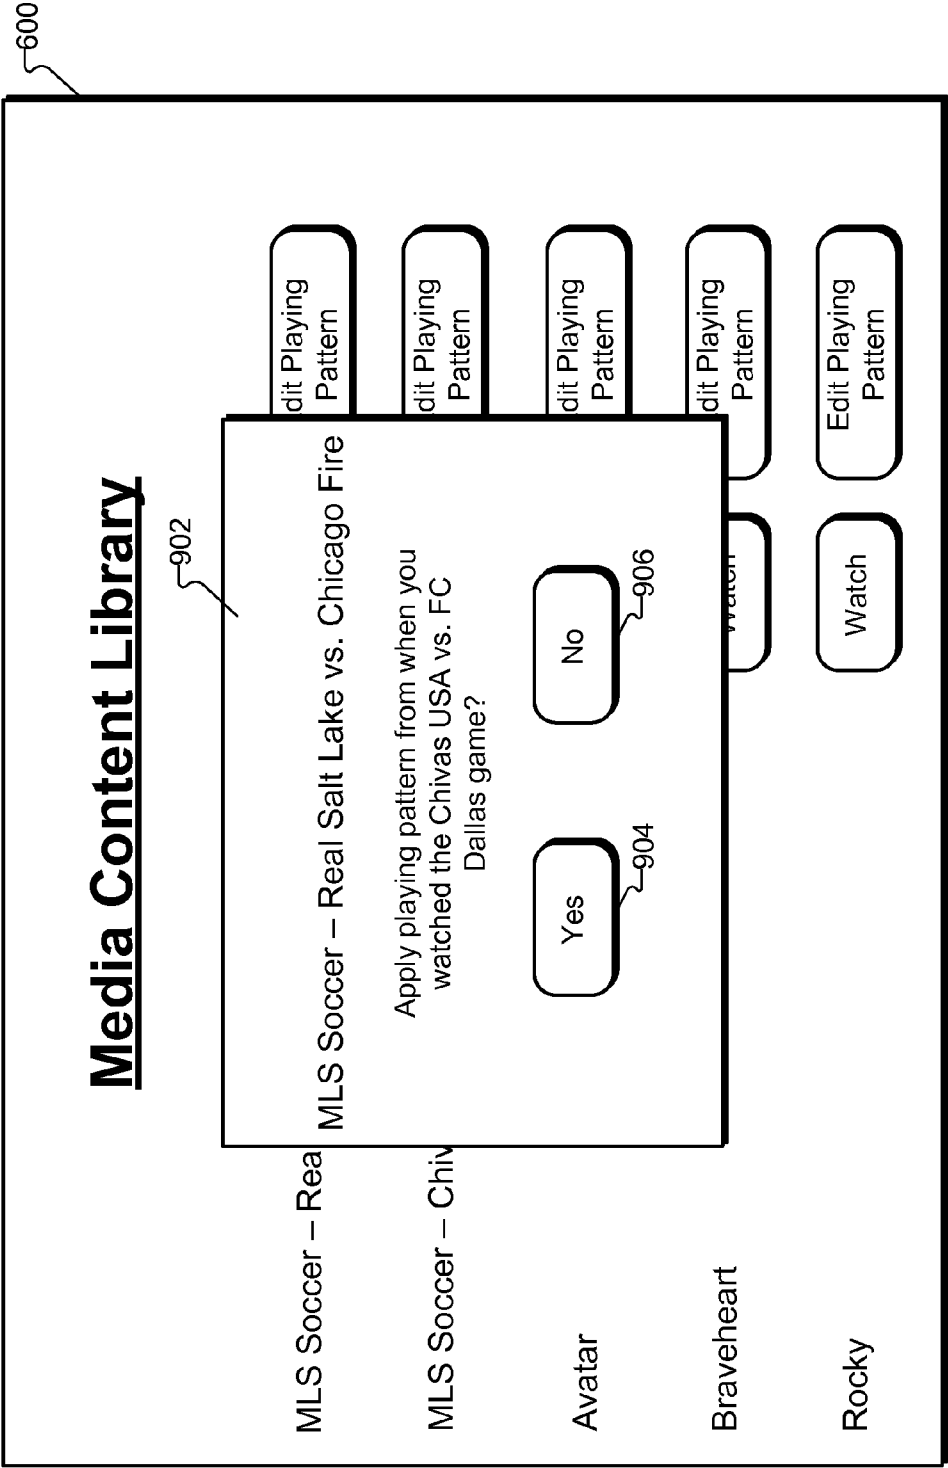 600
Media Content Library
902
MLS Soccer – Rea
dit Playing
Pattern
MLS Soccer – Real Salt Lake vs. Chicago Fire
MLS Soccer – Chiv
dit Playing
Pattern
Apply playing pattern from when you
watched the Chivas USA vs. FC
Dallas game?
Avatar
dit Playing
Pattern
Yes
No
904
906
Braveheart
Watch
dit Playing
Pattern
Rocky
Watch
Edit Playing
Pattern